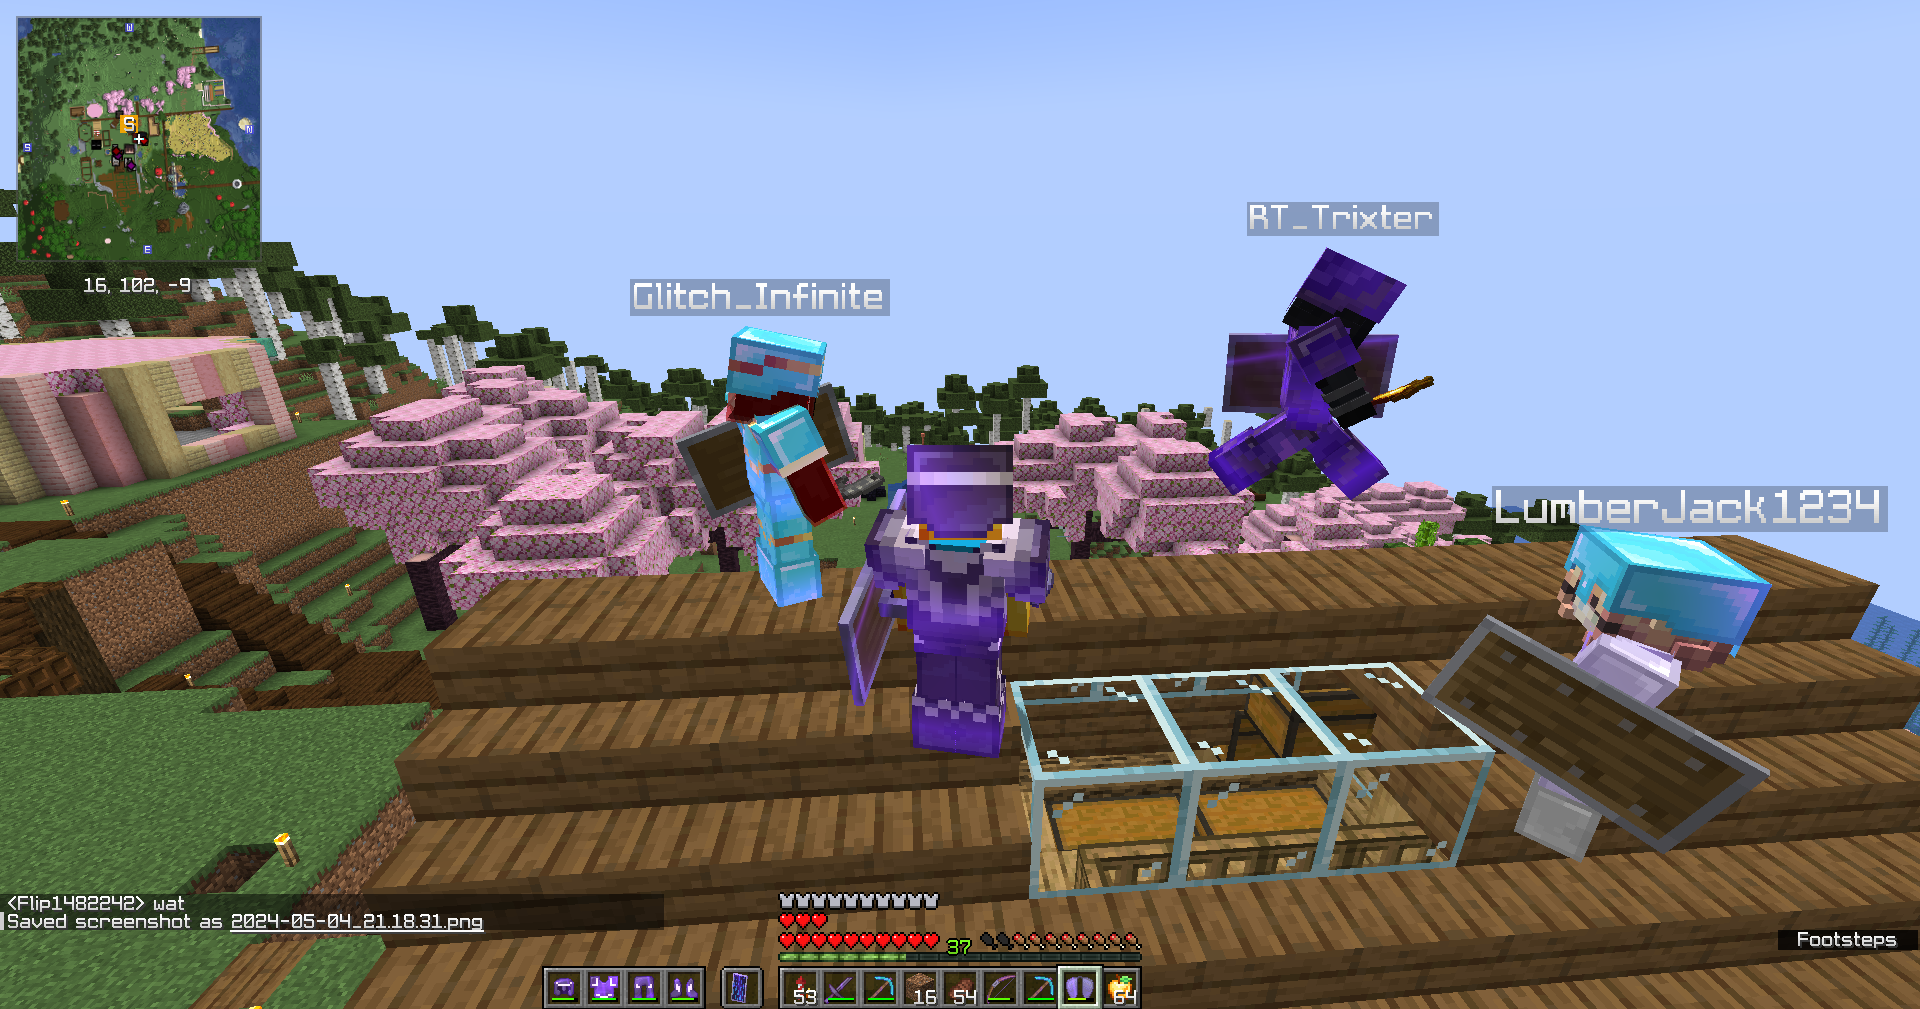 W
S
N
S
E
16, 102, -9
RT_Trixter
Glitch_Infinite
LumberJack1234
<Flip1482242> wat
Saved screenshot as 2024-05-04_21.18.31.png
37
Footsteps
53
16
54
64